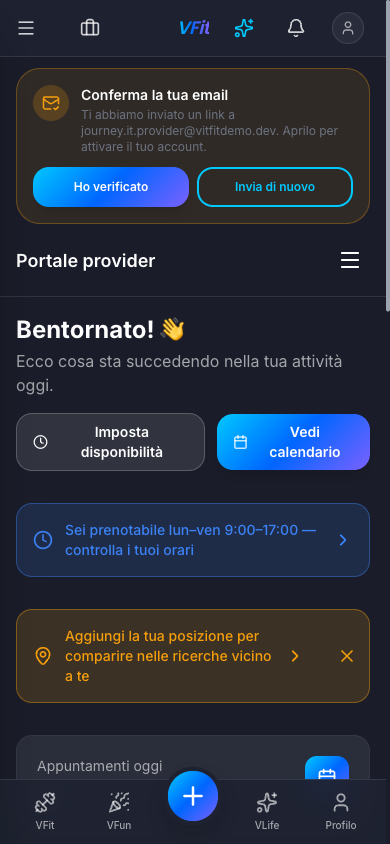 VFit
Conferma la tua email
Ti abbiamo inviato un link a
journey.it.provider@vitfitdemo.dev. Aprilo per
attivare il tuo account.
Ho verificato
Invia di nuovo
Portale provider
Bentornato! 👋
Ecco cosa sta succedendo nella tua attività
oggi.
Imposta
disponibilità
Vedi
calendario
Sei prenotabile lun–ven 9:00–17:00 —
controlla i tuoi orari
Aggiungi la tua posizione per
comparire nelle ricerche vicino
a te
Appuntamenti oggi
VFit
VFun
VLife
Profilo